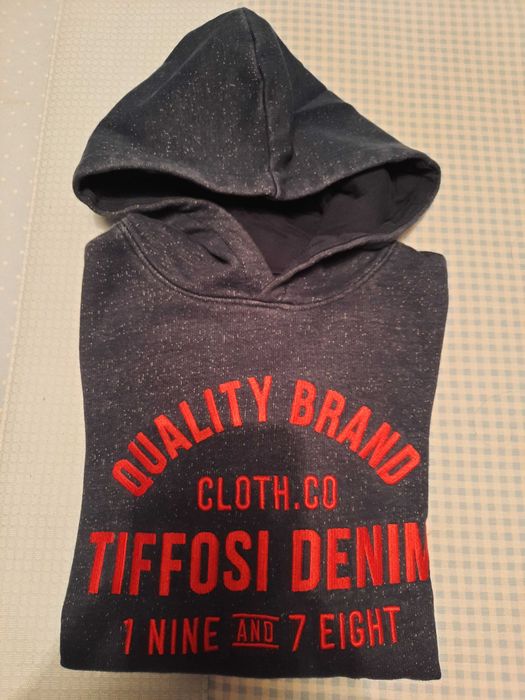 QUALITY BRAND
CLOTH.CO
TIFFOSI DENIM
1 NINE AND 7 EIGHT